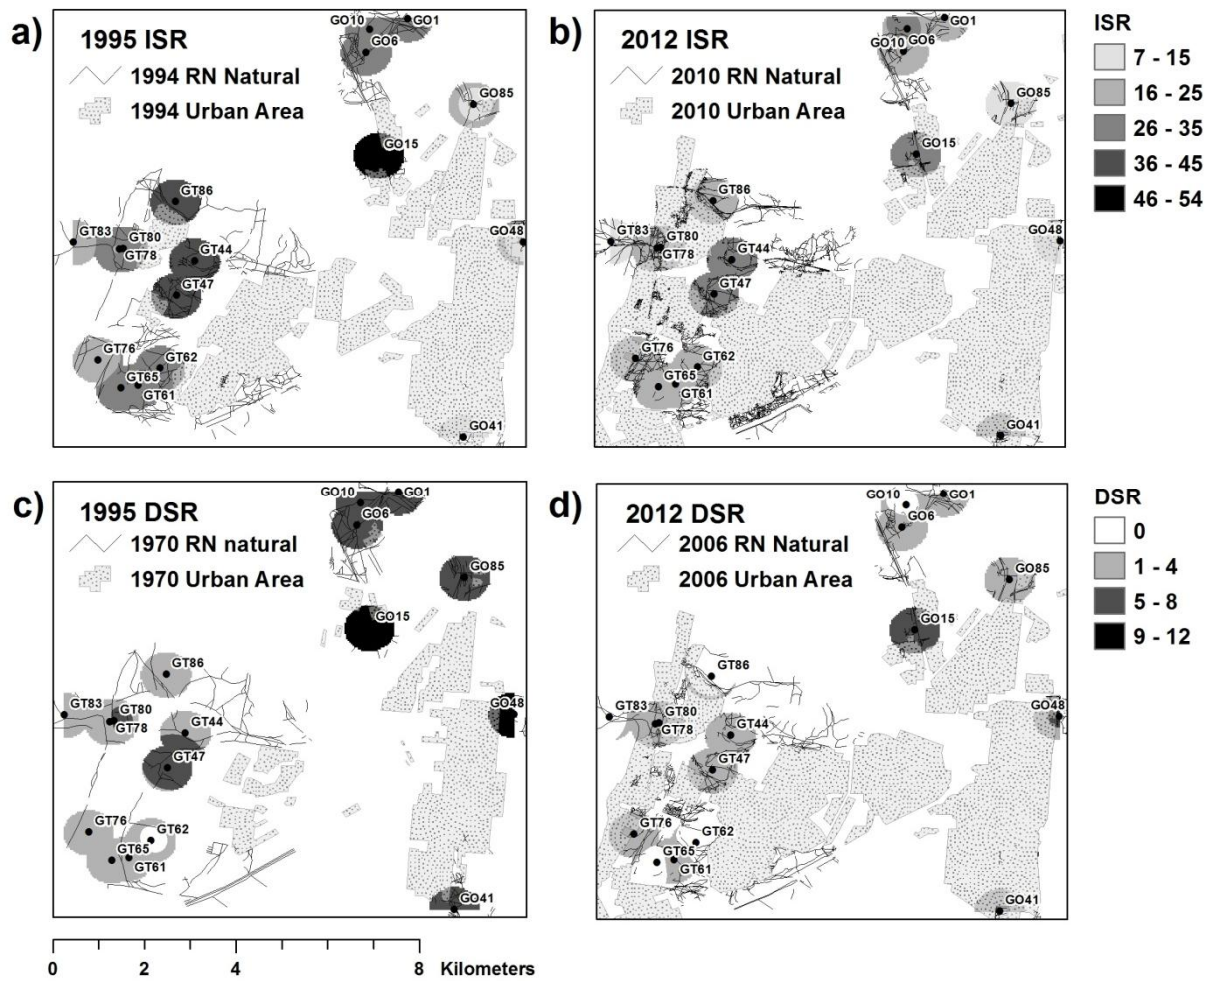 a)
1995 ISR
1994 RN Natural
1994 Urban Area
GO10
GO1
GO6
GO85
GO15
GT86
GT83
GT80
GT78
GT44
GO48
GT47
GT76
GT62
GT65
GT61
GO41
b)
2012 ISR
2010 RN Natural
2010 Urban Area
GO1
GO6
GO10
GO85
GO15
GT86
GT83
GT80
GT78
GT44
GO48
GT47
GT76
GT62
GT65
GT61
GO41
ISR
7 - 15
16 - 25
26 - 35
36 - 45
46 - 54
c)
1995 DSR
1970 RN natural
1970 Urban Area
GO10
GO1
GO6
GO85
GO15
GT86
GT83
GT80
GT78
GT44
GO48
GT47
GT76
GT62
GT65
GT61
GO41
d)
2012 DSR
2006 RN Natural
2006 Urban Area
GO10
GO1
GO6
GO85
GO15
GT86
GT83
GT80
GT78
GT44
GO48
GT47
GT76
GT62
GT65
GT61
GO41
DSR
0
1 - 4
5 - 8
9 - 12
0 2 4 8 Kilometers